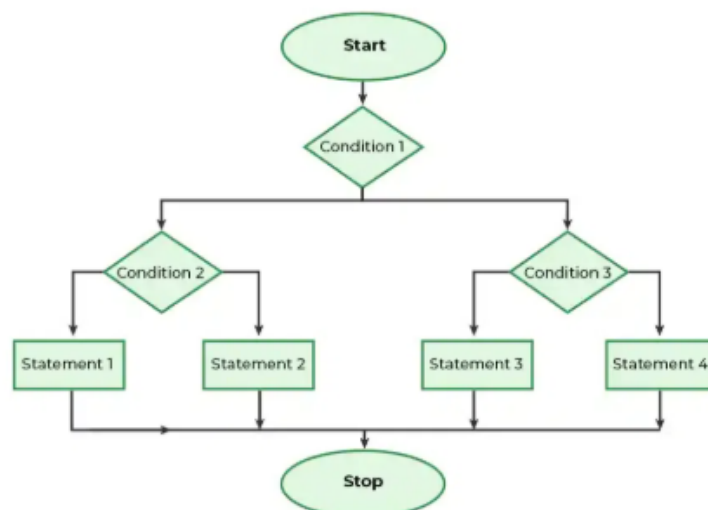 Start
Condition 1
Condition 2
Condition 3
Statement 1
Statement 2
Statement 3
Statement 4
Stop